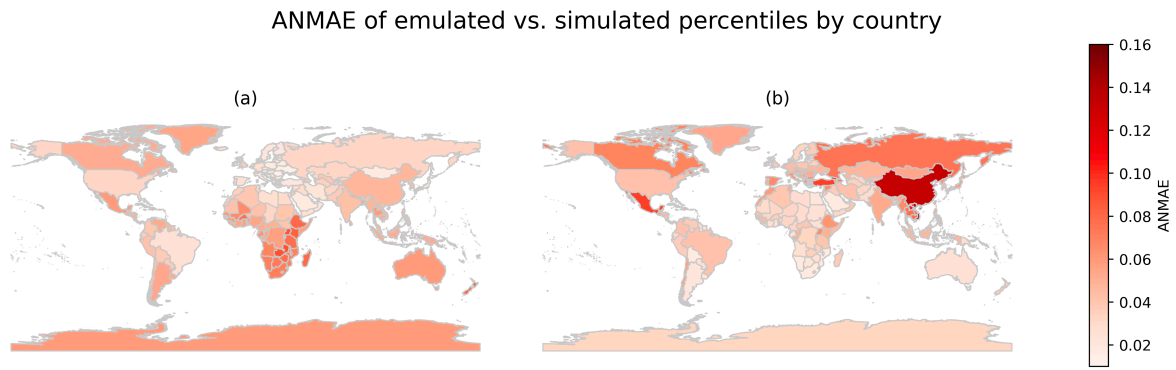 ANMAE of emulated vs. simulated percentiles by country
(a)
(b)
0.16
0.14
0.12
0.10
0.08
0.06
0.04
0.02
ANMAE